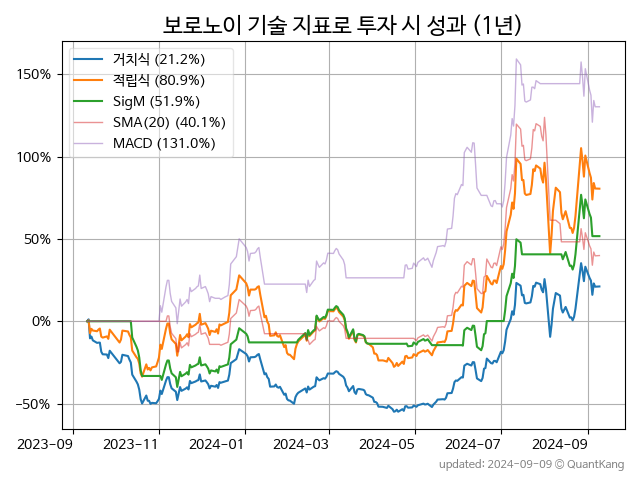 보로노이 기술 지표로 투자 시 성과 (1년)
거치식 (21.2%)
적립식 (80.9%)
SigM (51.9%)
SMA(20) (40.1%)
MACD (131.0%)
150%
100%
50%
0%
−50%
2023−09 2023−11 2024−01 2024−03 2024−05 2024−07 2024−09
updated: 2024−09−09 © QuantKang